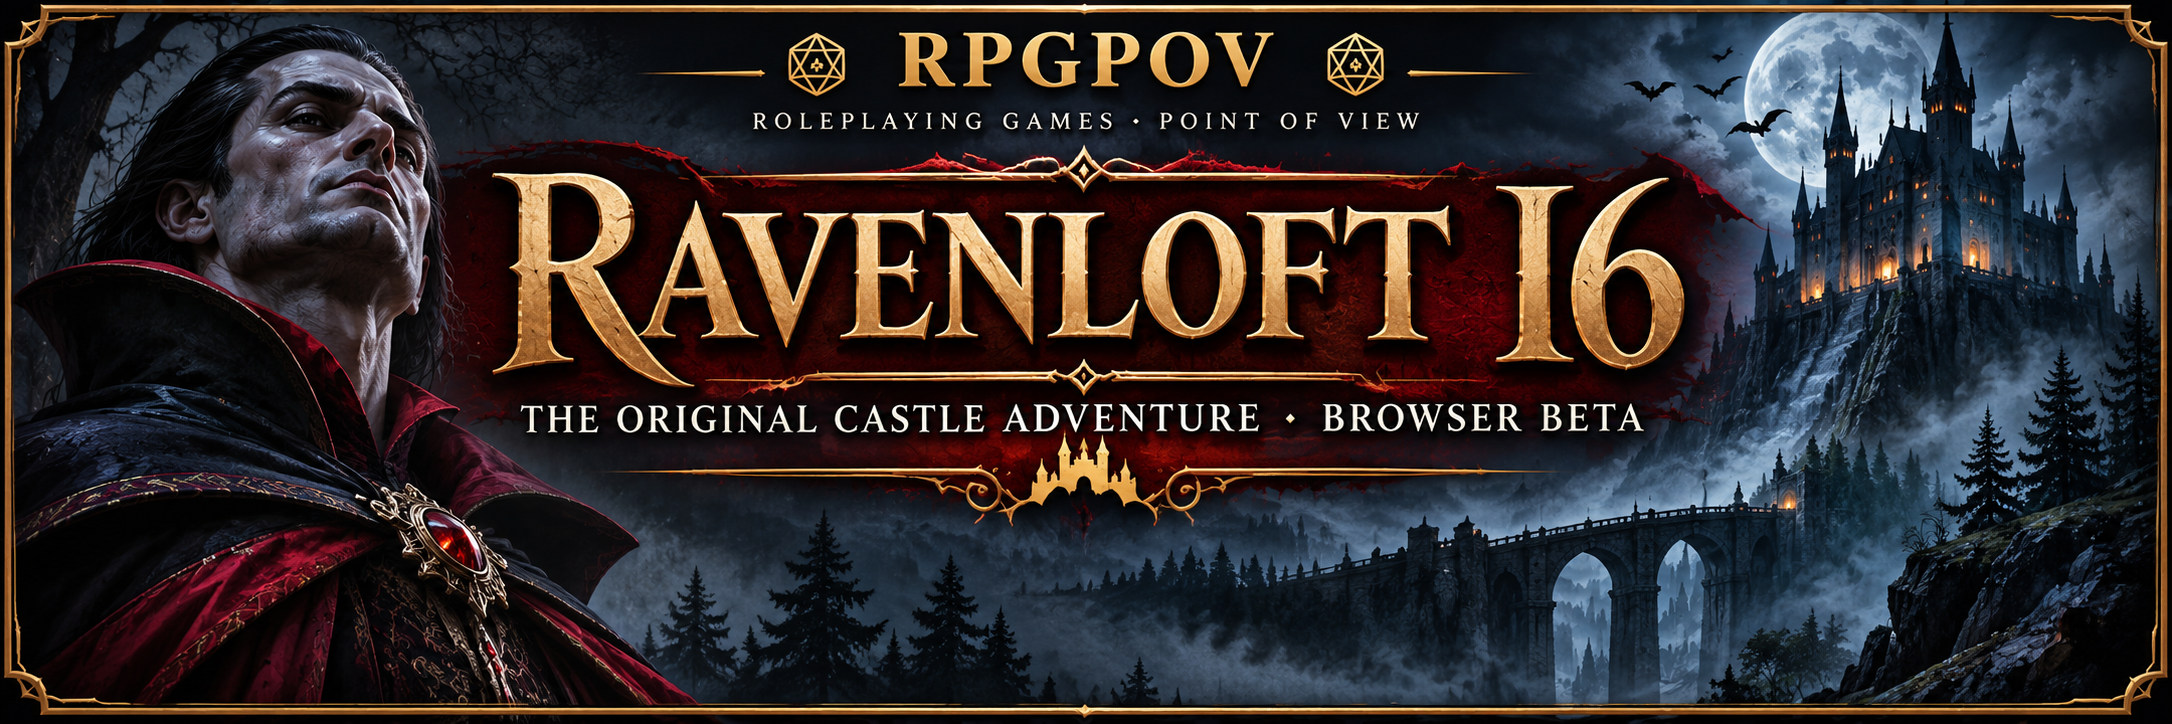 RPGPOV
ROLEPLAYING GAMES • POINT OF VIEW
RAVENLOFT I6
THE ORIGINAL CASTLE ADVENTURE • BROWSER BETA